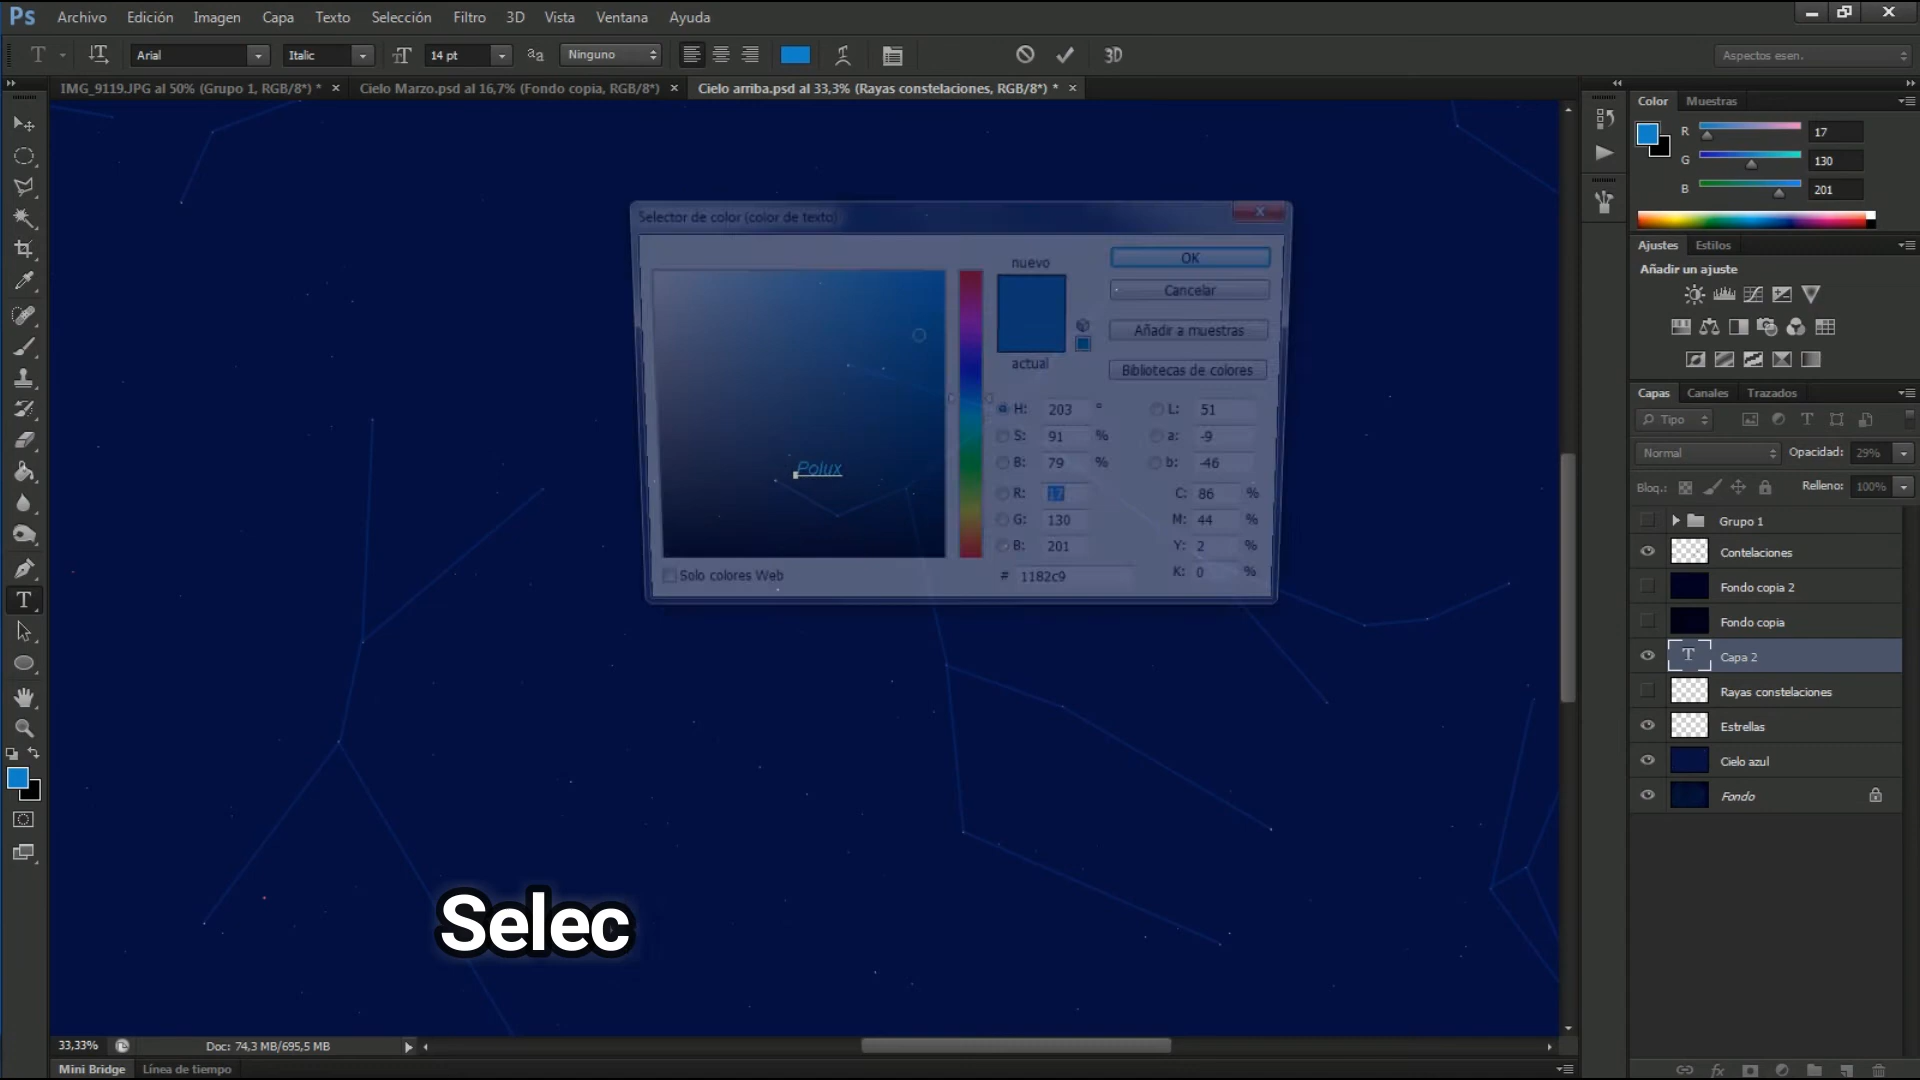 Ps Archivo Edición Imagen Capa Texto Selección Filtro 3D Vista Ventana Ayuda
T Arial Italic 14 pt aa Ninguno 3D Aspectos esen.
IMG_9119.JPG al 50% (Grupo 1, RGB/8*) * × Cielo Marzo.psd al 16,7% (Fondo copia, RGB/8*) × Cielo arriba.psd al 33,3% (Rayas constelaciones, RGB/8*) * ×
Color Muestras
R 17
G 130
B 201
Ajustes Estilos
Añadir un ajuste
Capas Canales Trazados
Tipo
Normal Opacidad: 29%
Bloq.: Relleno: 100%
Grupo 1
Contelaciones
Fondo copia 2
Fondo copia
Capa 2
Rayas constelaciones
Estrellas
Cielo azul
Fondo
Selector de color (color de texto)
nuevo
actual
OK
Cancelar
Añadir a muestras
Bibliotecas de colores
H: 203 ° L: 51
S: 91 % a: -9
B: 79 % b: -46
R: 17 C: 86 %
G: 130 M: 44 %
B: 201 Y: 2 %
# 1182c9 K: 0 %
Solo colores Web
Polux
Selec
33,33% Doc: 74,3 MB/695,5 MB
Mini Bridge Línea de tiempo